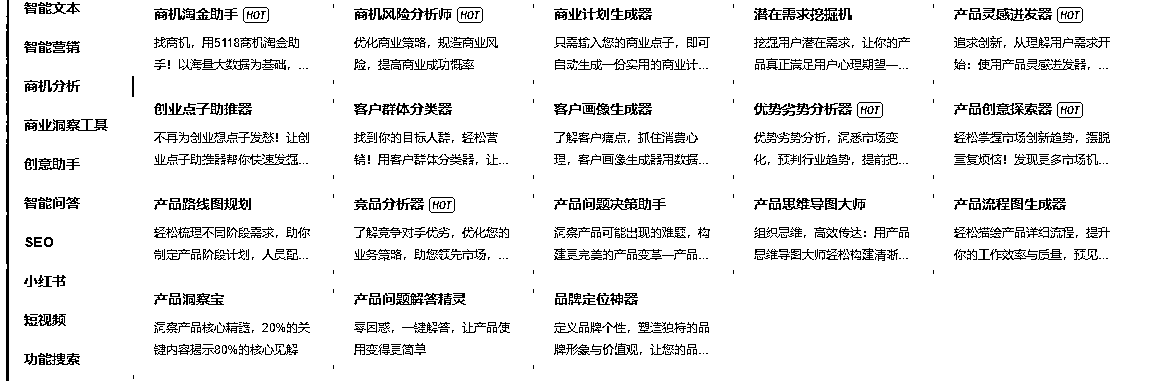 智能文本
智能营销
商机分析
商业洞察工具
创意助手
智能问答
SEO
小红书
短视频
功能搜索
商机淘金助手 HOT
找商机，用5118商机淘金助
手！以海量大数据为基础，...
商机风险分析师 HOT
优化商业策略，规避商业风
险，提高商业成功概率
商业计划生成器
只需输入您的商业点子，即可
自动生成一份实用的商业计...
潜在需求挖掘机
挖掘用户潜在需求，让你的产
品真正满足用户心理期望—...
产品灵感迸发器 HOT
追求创新，从理解用户需求开
始：使用产品灵感迸发器，...
创业点子助推器
不再为创业想点子发愁！让创
业点子助推器帮你快速发掘...
客户群体分类器
找到你的目标人群，轻松营
销！用客户群体分类器，让...
客户画像生成器
了解客户痛点，抓住消费心
理，客户画像生成器用数据...
优势劣势分析器 HOT
优势劣势分析，洞悉市场变
化，预判行业趋势，提前把...
产品创意探索器 HOT
轻松掌握市场创新趋势，摆脱
重复烦恼！发现更多市场机...
产品路线图规划
轻松梳理不同阶段需求，助你
制定产品阶段计划，人员配...
竞品分析器 HOT
了解竞争对手优劣，优化您的
业务策略，助您领先市场，...
产品问题决策助手
洞察产品可能出现的难题，构
建更完美的产品变革—产品...
产品思维导图大师
组织思维，高效传达：用产品
思维导图大师轻松构建清晰...
产品流程图生成器
轻松描绘产品详细流程，提升
你的工作效率与质量，预见...
产品洞察宝
洞察产品核心精髓，20%的关
键内容揭示80%的核心见解
产品问题解答精灵
零困惑，一键解答，让产品使
用变得更简单
品牌定位神器
定义品牌个性，塑造独特的品
牌形象与价值观，让您的品...